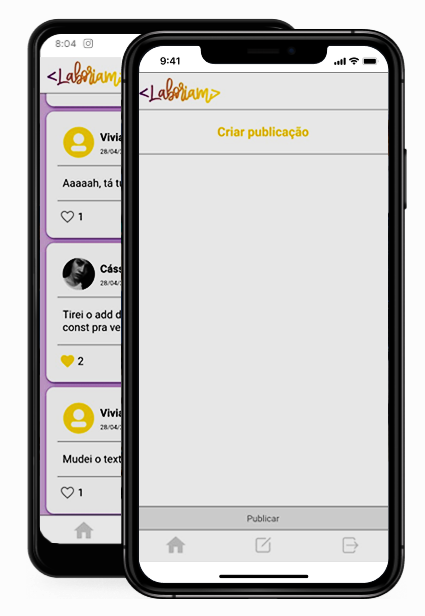 8:04
<Laboriam
Vivia
28/04/
Aaaaah, tá tu
1
Cáss
28/04/
Tirei o add d
const pra ve
2
Vivia
28/04/
Mudei o text
1
9:41
<Laboriam>
Criar publicação
Publicar